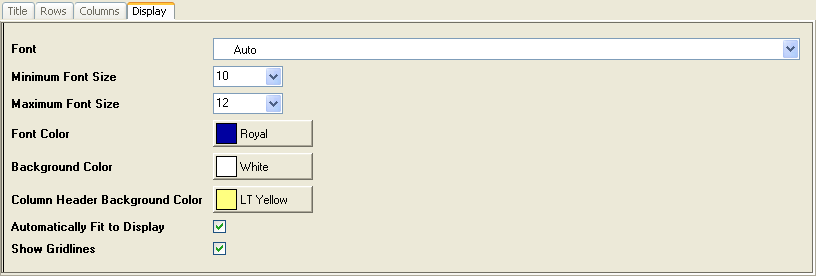 Title Rows Columns Display
Font Auto
Minimum Font Size 10
Maximum Font Size 12
Font Color Royal
Background Color White
Column Header Background Color LT Yellow
Automatically Fit to Display
Show Gridlines